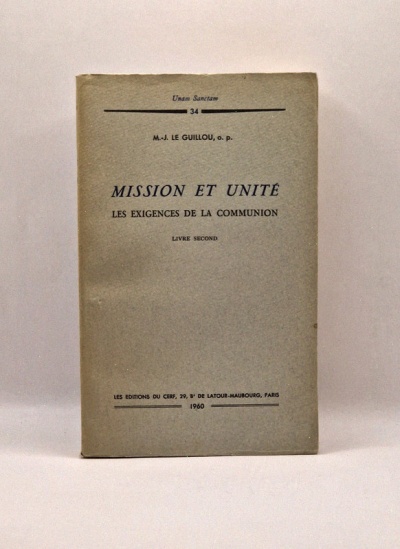 Unam Sanctam
34
M.-J. LE GUILLOU, o. p.
MISSION ET UNITÉ
LES EXIGENCES DE LA COMMUNION
LIVRE SECOND
LES EDITIONS DU CERF, 29, Bᵈ DE LATOUR-MAUBOURG, PARIS
1960